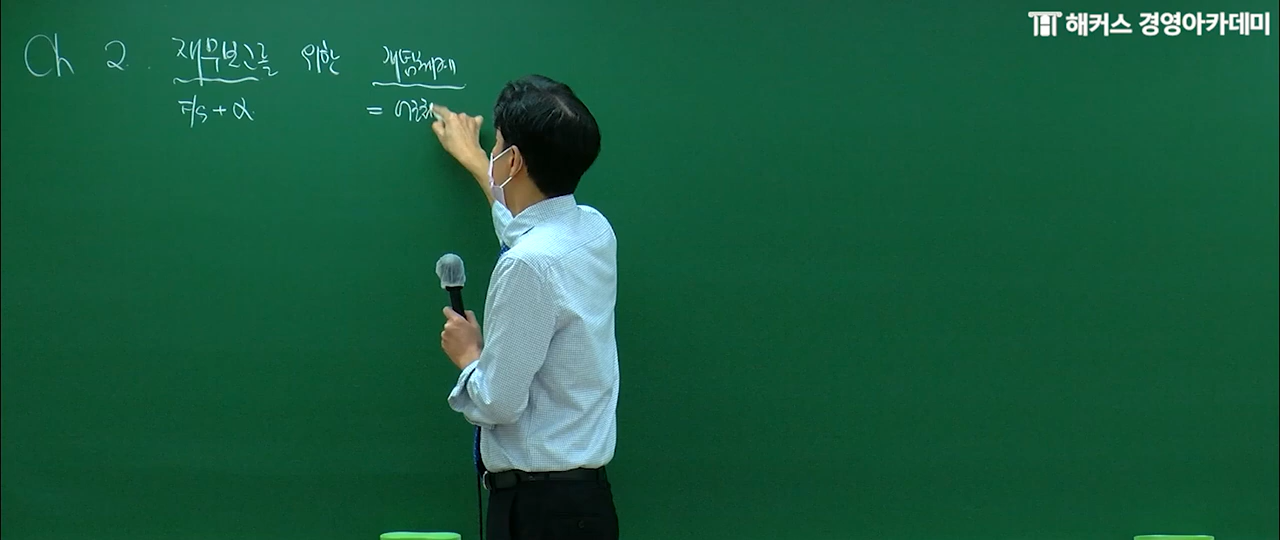 해커스 경영아카데미
Ch 2. 재무보고를 위한 개념체계
F/S + α =